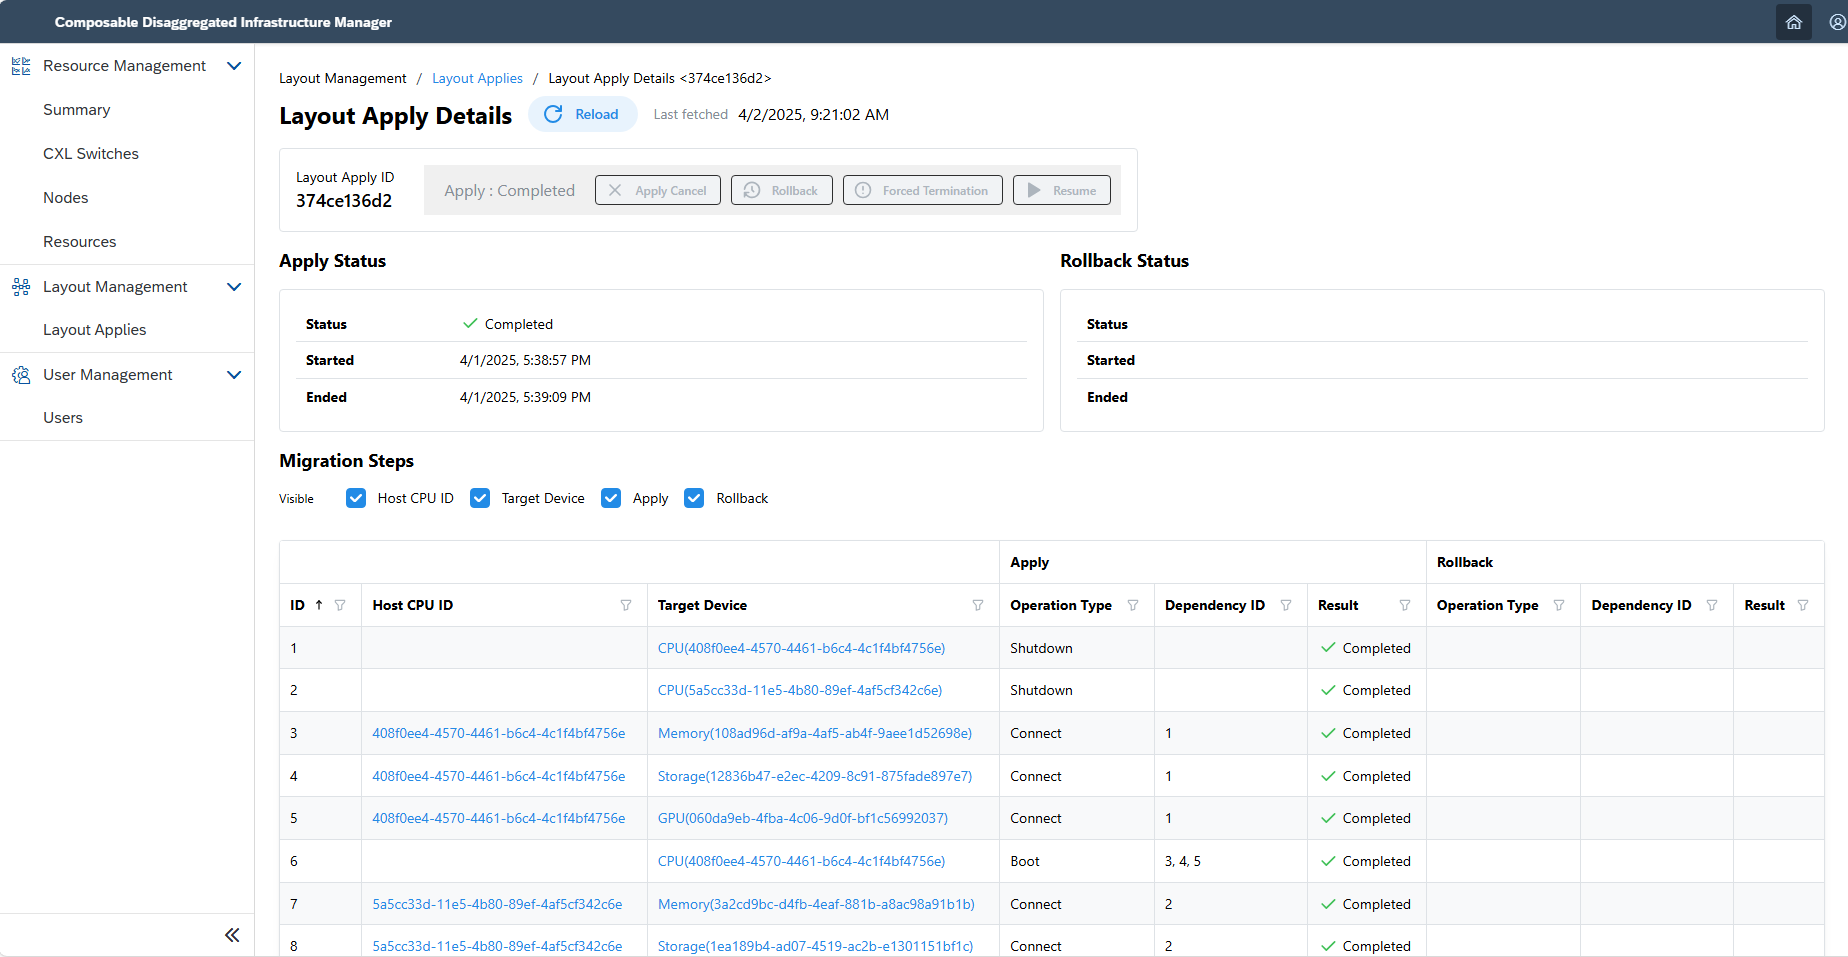 Composable Disaggregated Infrastructure Manager
Resource Management
Summary
CXL Switches
Nodes
Resources
Layout Management
Layout Applies
User Management
Users
Layout Management / Layout Applies / Layout Apply Details <374ce136d2>
Layout Apply Details Reload Last fetched 4/2/2025, 9:21:02 AM
Layout Apply ID
374ce136d2
Apply : Completed Apply Cancel Rollback Forced Termination Resume
Apply Status
Status Completed
Started 4/1/2025, 5:38:57 PM
Ended 4/1/2025, 5:39:09 PM
Rollback Status
Status
Started
Ended
Migration Steps
Visible Host CPU ID Target Device Apply Rollback
Apply Rollback
ID Host CPU ID Target Device Operation Type Dependency ID Result Operation Type Dependency ID Result
1 CPU(408f0ee4-4570-4461-b6c4-4c1f4bf4756e) Shutdown Completed
2 CPU(5a5cc33d-11e5-4b80-89ef-4af5cf342c6e) Shutdown Completed
3 408f0ee4-4570-4461-b6c4-4c1f4bf4756e Memory(108ad96d-af9a-4af5-ab4f-9aee1d52698e) Connect 1 Completed
4 408f0ee4-4570-4461-b6c4-4c1f4bf4756e Storage(12836b47-e2ec-4209-8c91-875fade897e7) Connect 1 Completed
5 408f0ee4-4570-4461-b6c4-4c1f4bf4756e GPU(060da9eb-4fba-4c06-9d0f-bf1c56992037) Connect 1 Completed
6 CPU(408f0ee4-4570-4461-b6c4-4c1f4bf4756e) Boot 3, 4, 5 Completed
7 5a5cc33d-11e5-4b80-89ef-4af5cf342c6e Memory(3a2cd9bc-d4fb-4eaf-881b-a8ac98a91b1b) Connect 2 Completed
8 5a5cc33d-11e5-4b80-89ef-4af5cf342c6e Storage(1ea189b4-ad07-4519-ac2b-e1301151bf1c) Connect 2 Completed